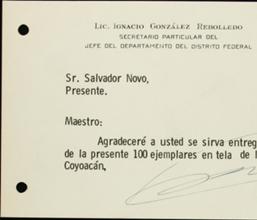 Lic. Ignacio González Rebolledo
SECRETARIO PARTICULAR DEL
JEFE DEL DEPARTAMENTO DEL DISTRITO FEDERAL
Sr. Salvador Novo,
Presente.
Maestro:
Agradeceré a usted se sirva entreg
de la presente 100 ejemplares en tela de l
Coyoacán,